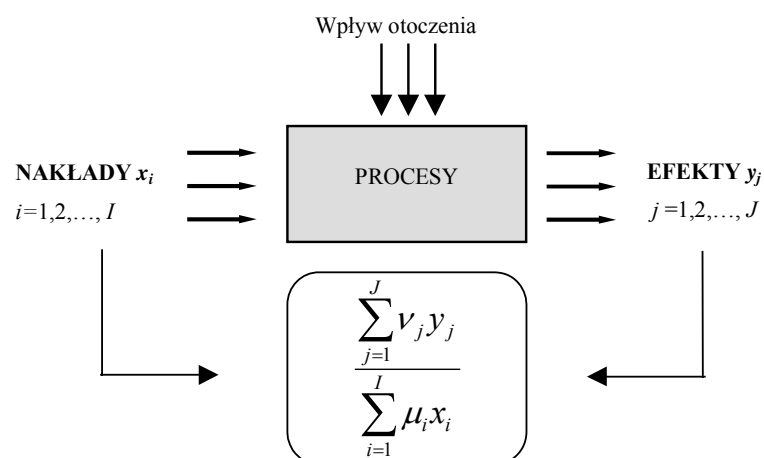 Wpływ otoczenia
NAKŁADY xᵢ
i=1,2,…, I
PROCESY
EFEKTY yⱼ
j =1,2,…, J
J
∑ νⱼ yⱼ
j=1
I
∑ μᵢ xᵢ
i=1